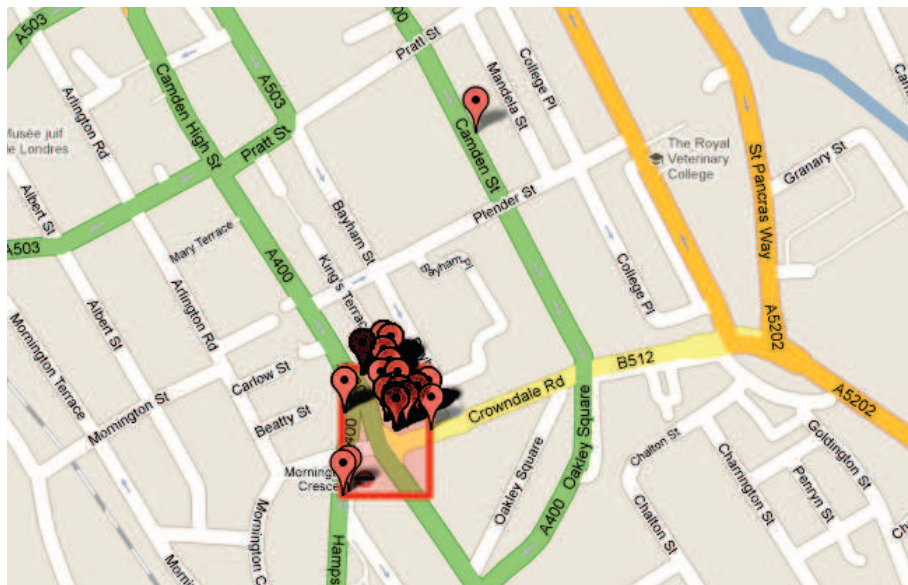 A503
A400
Pratt St
Mandela St
College Pl
A503
Arlington Rd
Camden High St
Musée juif
de Londres
Pratt St
Camden St
The Royal
Veterinary
College
St Pancras Way
Granary St
Albert St
A503
Mary Terrace
Bayham St
Plender St
A400
King's Terrace
Bayham Pl
College Pl
Arlington Rd
Albert St
Mornington Terrace
A5202
Carlow St
B512
Mornington St
Beatty St
Crowndale Rd
A5202
A400
Oakley Square
Goldington St
Chalton St
Mornington
Crescent
Oakley Square
Charrington St
Penryn St
A400
Chalton St
Mornington